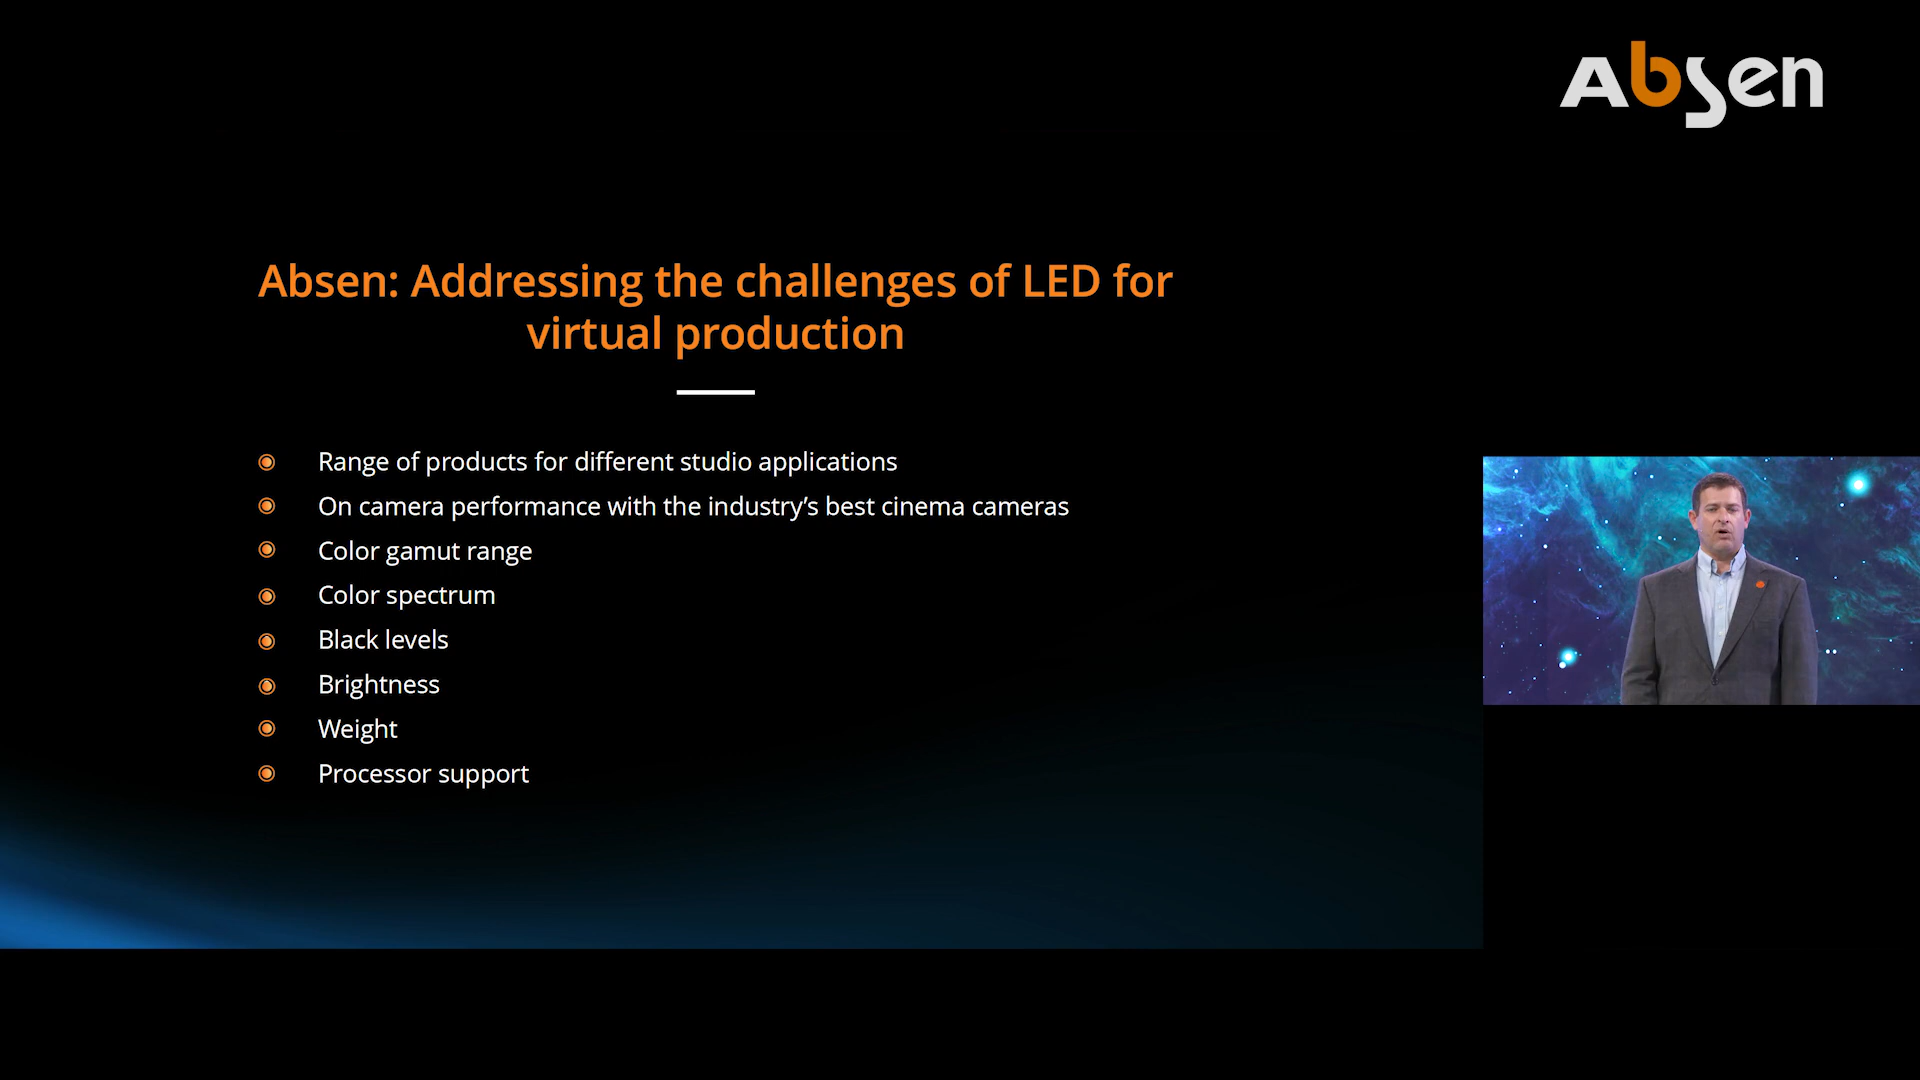 Absen
Absen: Addressing the challenges of LED for
virtual production
Range of products for different studio applications
On camera performance with the industry’s best cinema cameras
Color gamut range
Color spectrum
Black levels
Brightness
Weight
Processor support